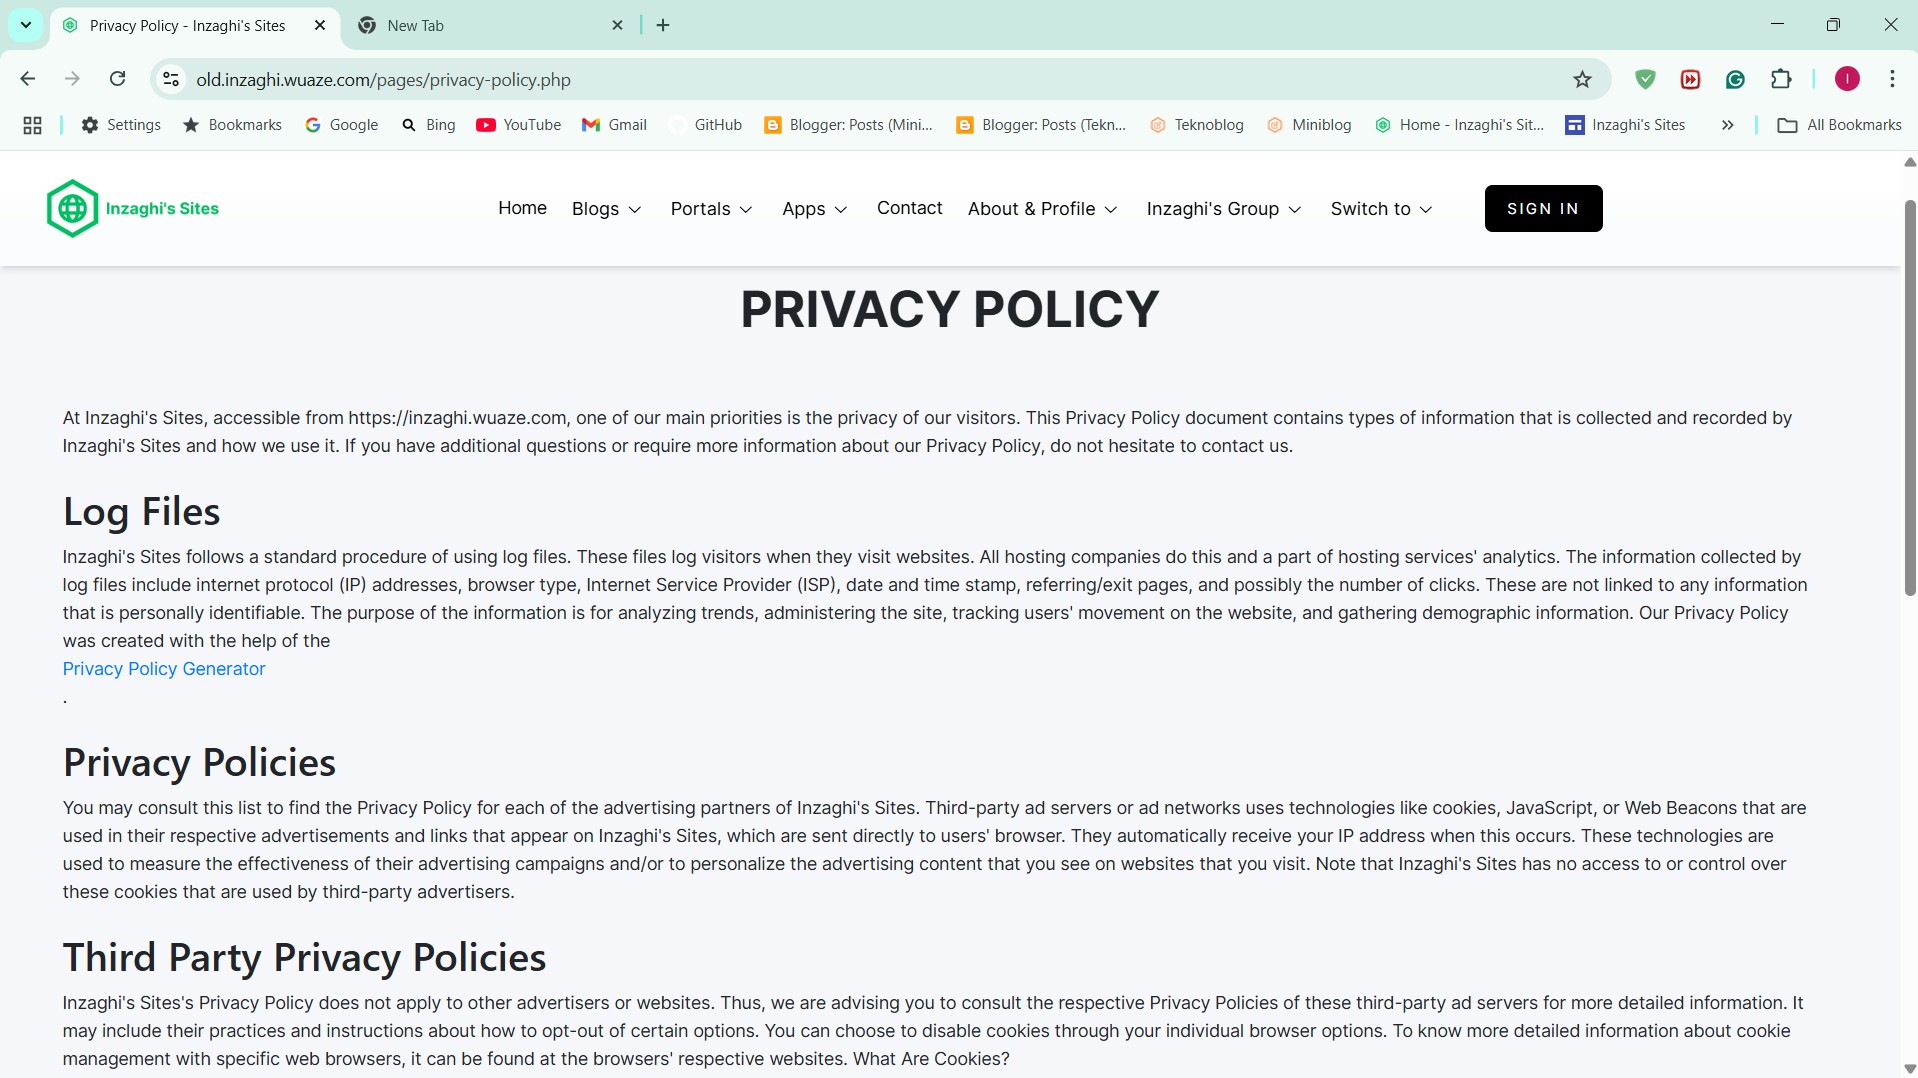 Privacy Policy - Inzaghi's Sites
New Tab
old.inzaghi.wuaze.com/pages/privacy-policy.php
I
Settings
Bookmarks
Google
Bing
YouTube
Gmail
GitHub
Blogger: Posts (Mini...
Blogger: Posts (Tekn...
Teknoblog
Miniblog
Home - Inzaghi's Sit...
Inzaghi's Sites
All Bookmarks
Inzaghi's Sites
Home
Blogs
Portals
Apps
Contact
About & Profile
Inzaghi's Group
Switch to
SIGN IN
PRIVACY POLICY
At Inzaghi's Sites, accessible from https://inzaghi.wuaze.com, one of our main priorities is the privacy of our visitors. This Privacy Policy document contains types of information that is collected and recorded by
Inzaghi's Sites and how we use it. If you have additional questions or require more information about our Privacy Policy, do not hesitate to contact us.
Log Files
Inzaghi's Sites follows a standard procedure of using log files. These files log visitors when they visit websites. All hosting companies do this and a part of hosting services' analytics. The information collected by
log files include internet protocol (IP) addresses, browser type, Internet Service Provider (ISP), date and time stamp, referring/exit pages, and possibly the number of clicks. These are not linked to any information
that is personally identifiable. The purpose of the information is for analyzing trends, administering the site, tracking users' movement on the website, and gathering demographic information. Our Privacy Policy
was created with the help of the
Privacy Policy Generator
.
Privacy Policies
You may consult this list to find the Privacy Policy for each of the advertising partners of Inzaghi's Sites. Third-party ad servers or ad networks uses technologies like cookies, JavaScript, or Web Beacons that are
used in their respective advertisements and links that appear on Inzaghi's Sites, which are sent directly to users' browser. They automatically receive your IP address when this occurs. These technologies are
used to measure the effectiveness of their advertising campaigns and/or to personalize the advertising content that you see on websites that you visit. Note that Inzaghi's Sites has no access to or control over
these cookies that are used by third-party advertisers.
Third Party Privacy Policies
Inzaghi's Sites's Privacy Policy does not apply to other advertisers or websites. Thus, we are advising you to consult the respective Privacy Policies of these third-party ad servers for more detailed information. It
may include their practices and instructions about how to opt-out of certain options. You can choose to disable cookies through your individual browser options. To know more detailed information about cookie
management with specific web browsers, it can be found at the browsers' respective websites. What Are Cookies?